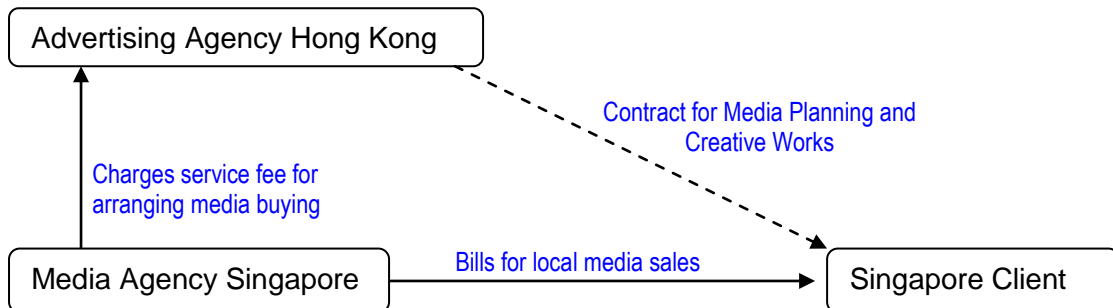 Advertising Agency Hong Kong
Contract for Media Planning and
Creative Works
Charges service fee for
arranging media buying
Media Agency Singapore
Bills for local media sales
Singapore Client